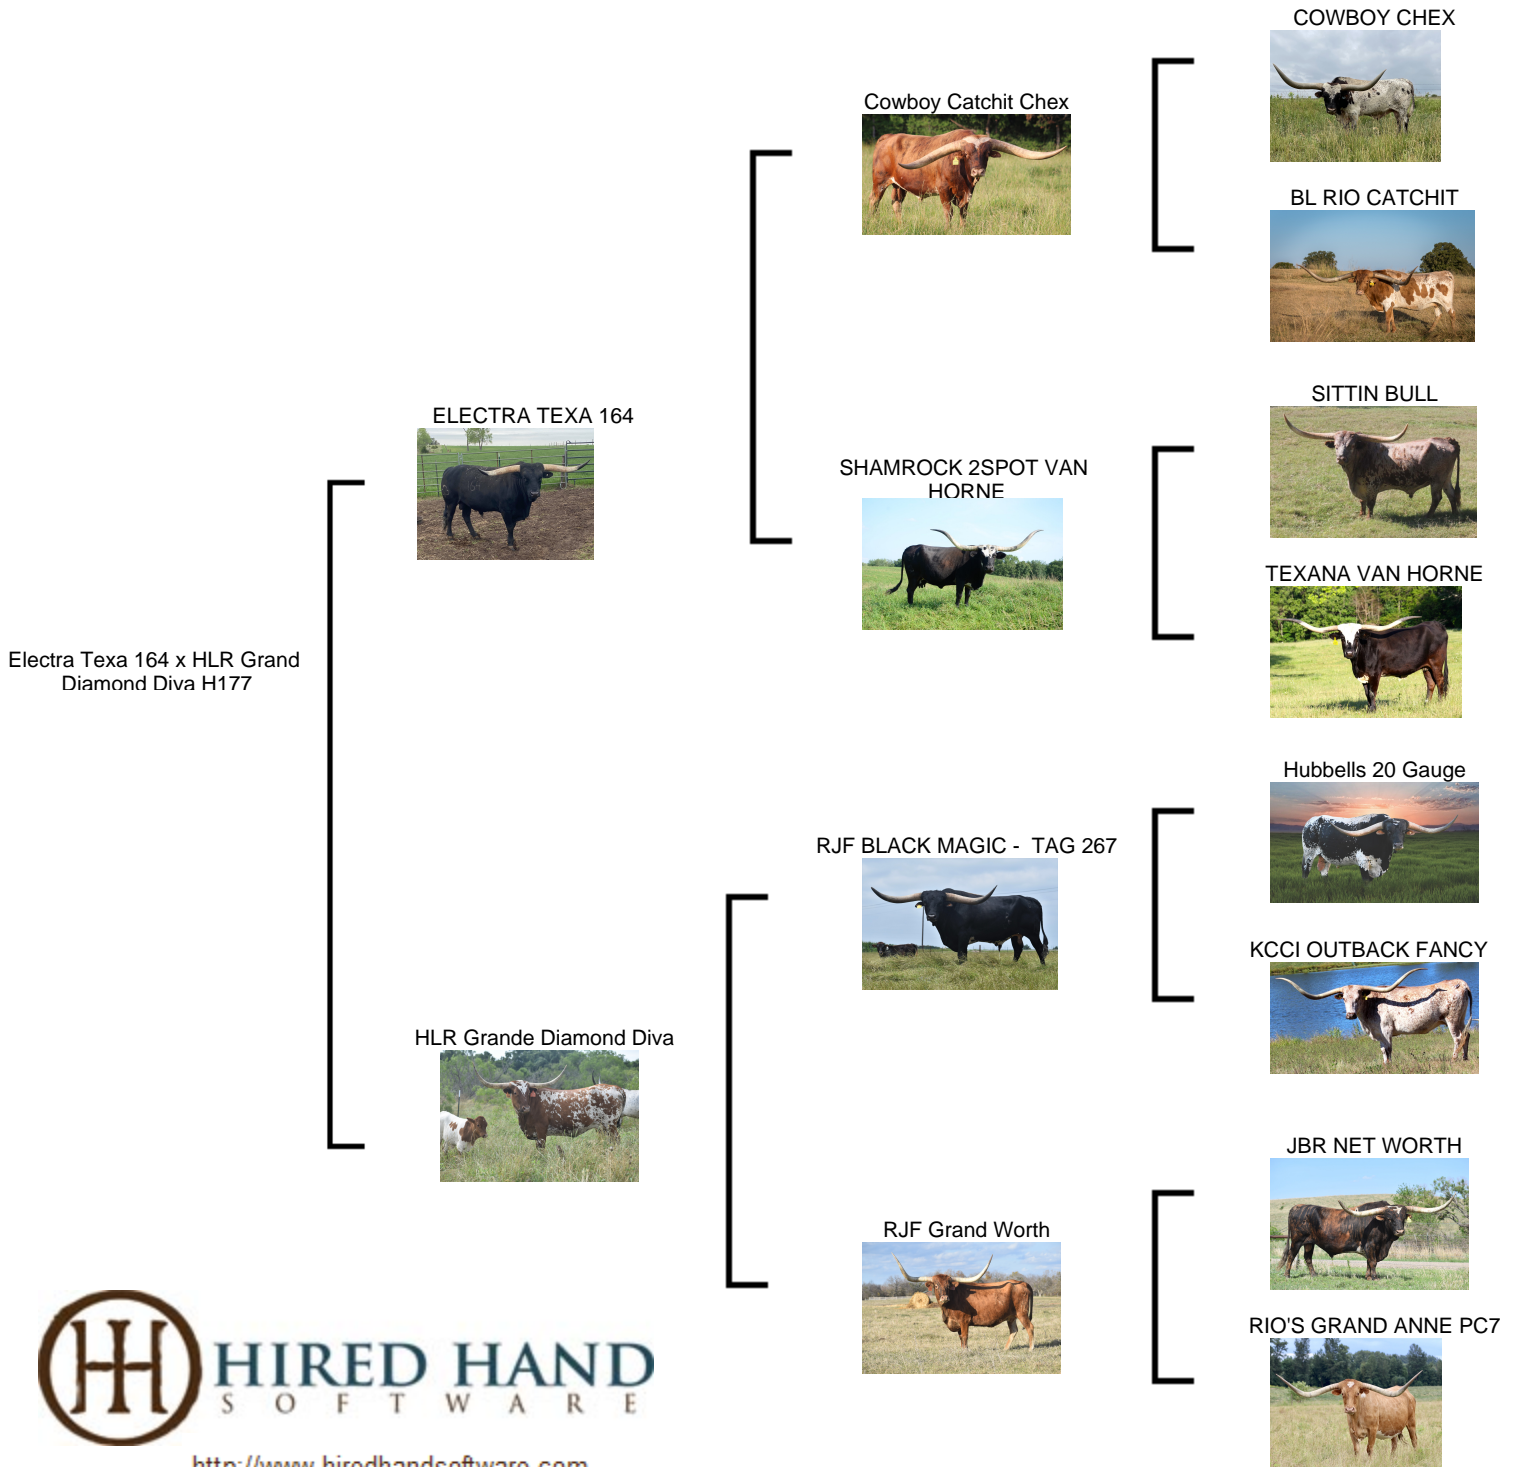 COWBOY CHEX
Cowboy Catchit Chex
BL RIO CATCHIT
ELECTRA TEXA 164
SITTIN BULL
SHAMROCK 2SPOT VAN
HORNE
TEXANA VAN HORNE
Electra Texa 164 x HLR Grand
Diamond Diva H177
Hubbells 20 Gauge
RJF BLACK MAGIC - TAG 267
KCCI OUTBACK FANCY
HLR Grande Diamond Diva
JBR NET WORTH
RJF Grand Worth
RIO'S GRAND ANNE PC7
HIRED HAND
SOFTWARE
http://www.hiredhandsoftware.com